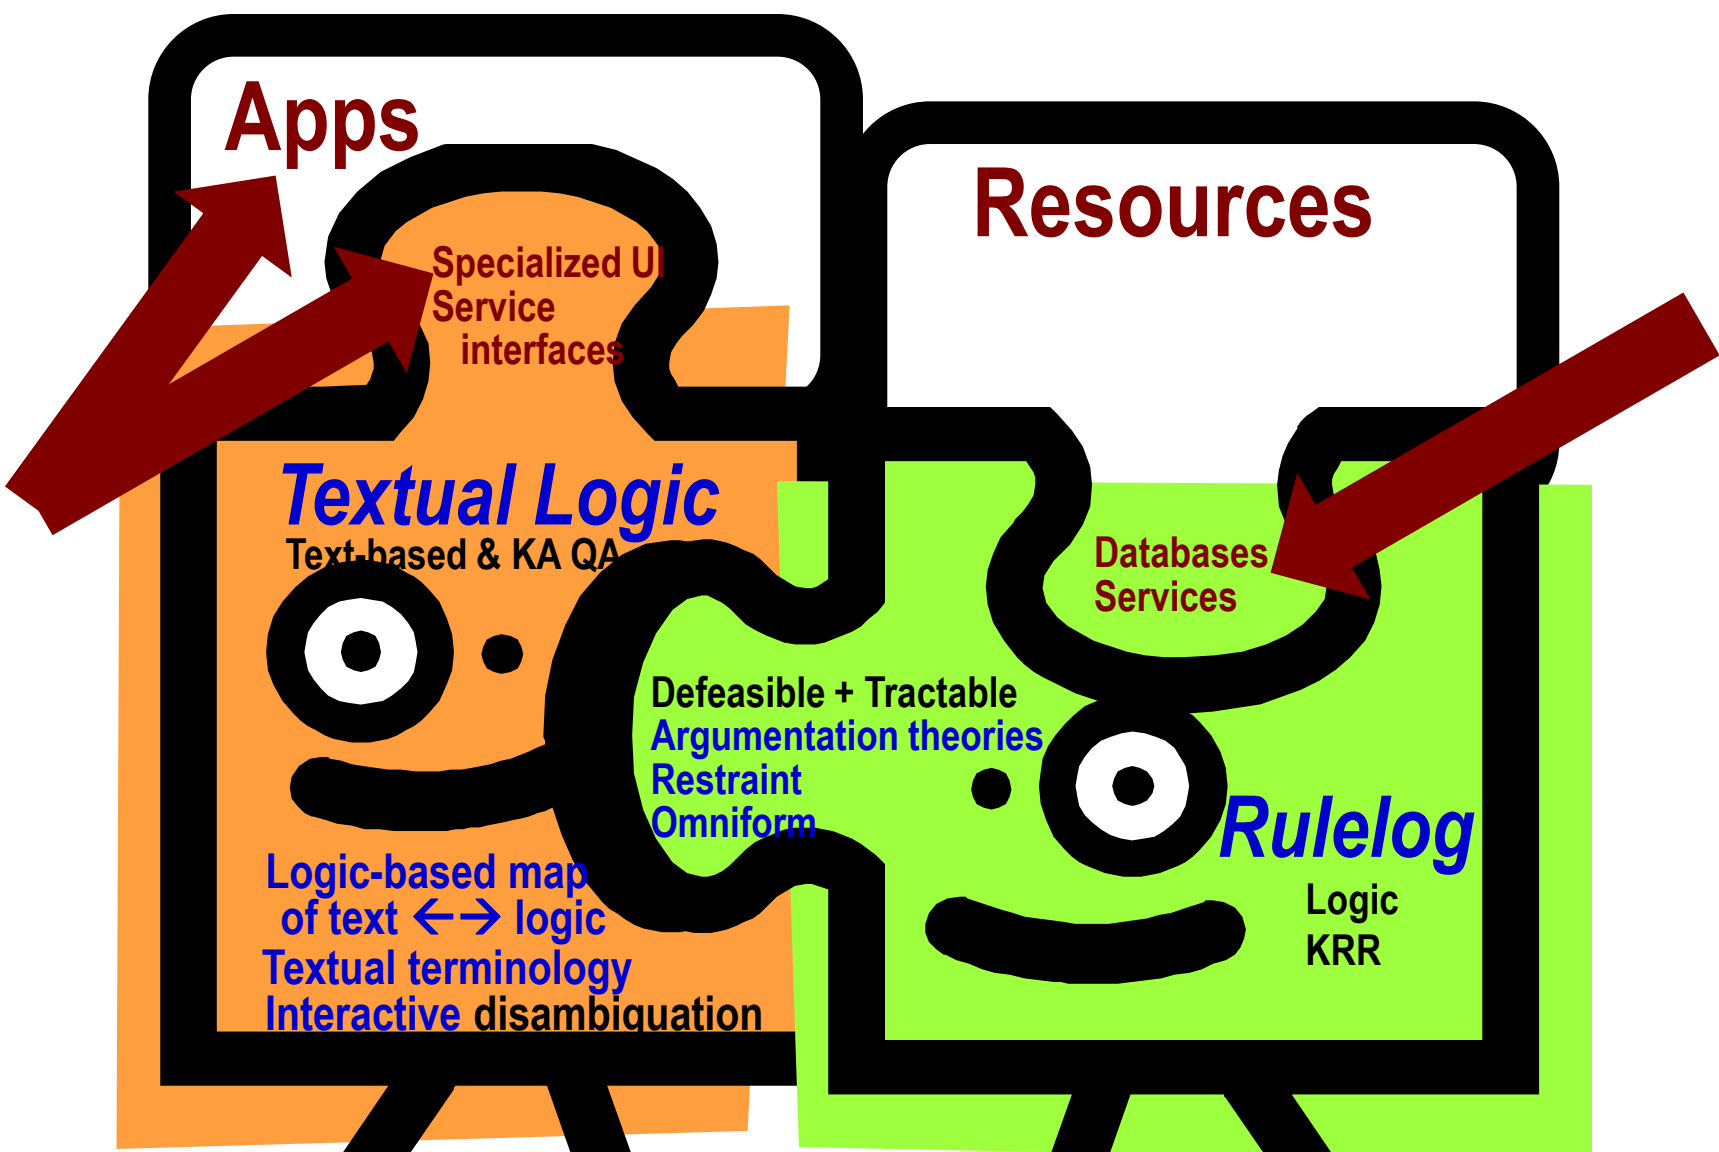 Apps
Resources
Specialized UI
Service
interfaces
Textual Logic
Text-based & KA QA
Databases
Services
Defeasible + Tractable
Argumentation theories
Restraint
Omniform
Rulelog
Logic
KRR
Logic-based map
of text ←→ logic
Textual terminology
Interactive disambiguation